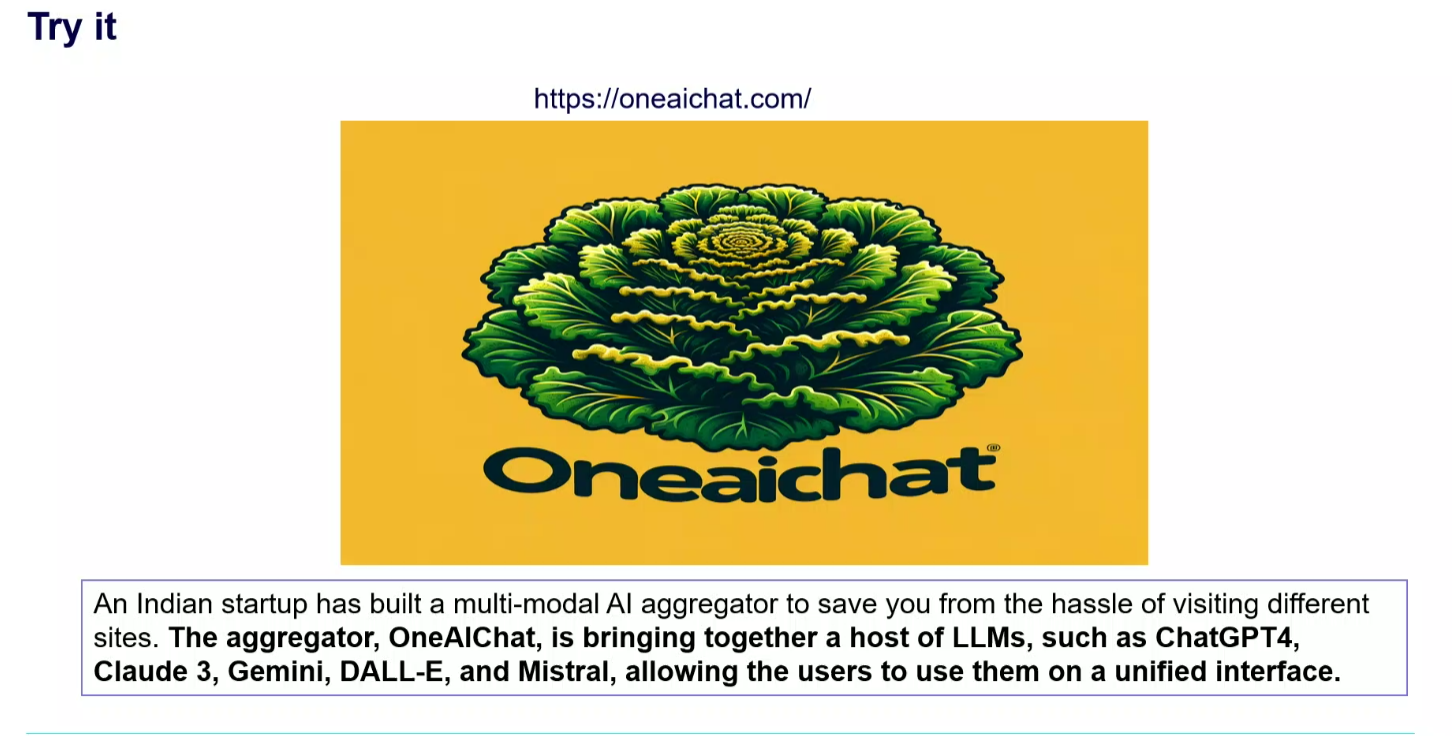 Try it
https://oneaichat.com/
Oneaichat®
An Indian startup has built a multi-modal AI aggregator to save you from the hassle of visiting different
sites. The aggregator, OneAIChat, is bringing together a host of LLMs, such as ChatGPT4,
Claude 3, Gemini, DALL-E, and Mistral, allowing the users to use them on a unified interface.